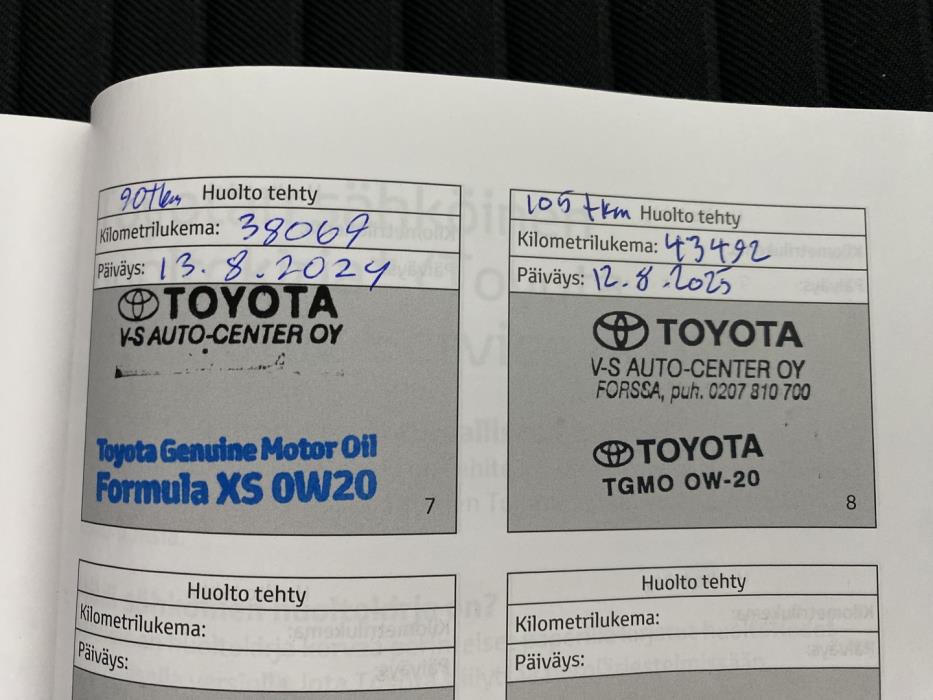 90 tkm Huolto tehty
Kilometrilukema: 38069
Päiväys: 13.8.2024
TOYOTA
V-S AUTO-CENTER OY
Toyota Genuine Motor Oil
Formula XS 0W20
7
105 tkm Huolto tehty
Kilometrilukema: 43492
Päiväys: 12.8.2025
TOYOTA
V-S AUTO-CENTER OY
FORSSA, puh. 0207 810 700
TOYOTA
TGMO 0W-20
8
Huolto tehty
Kilometrilukema:
Päiväys:
Huolto tehty
Kilometrilukema:
Päiväys: